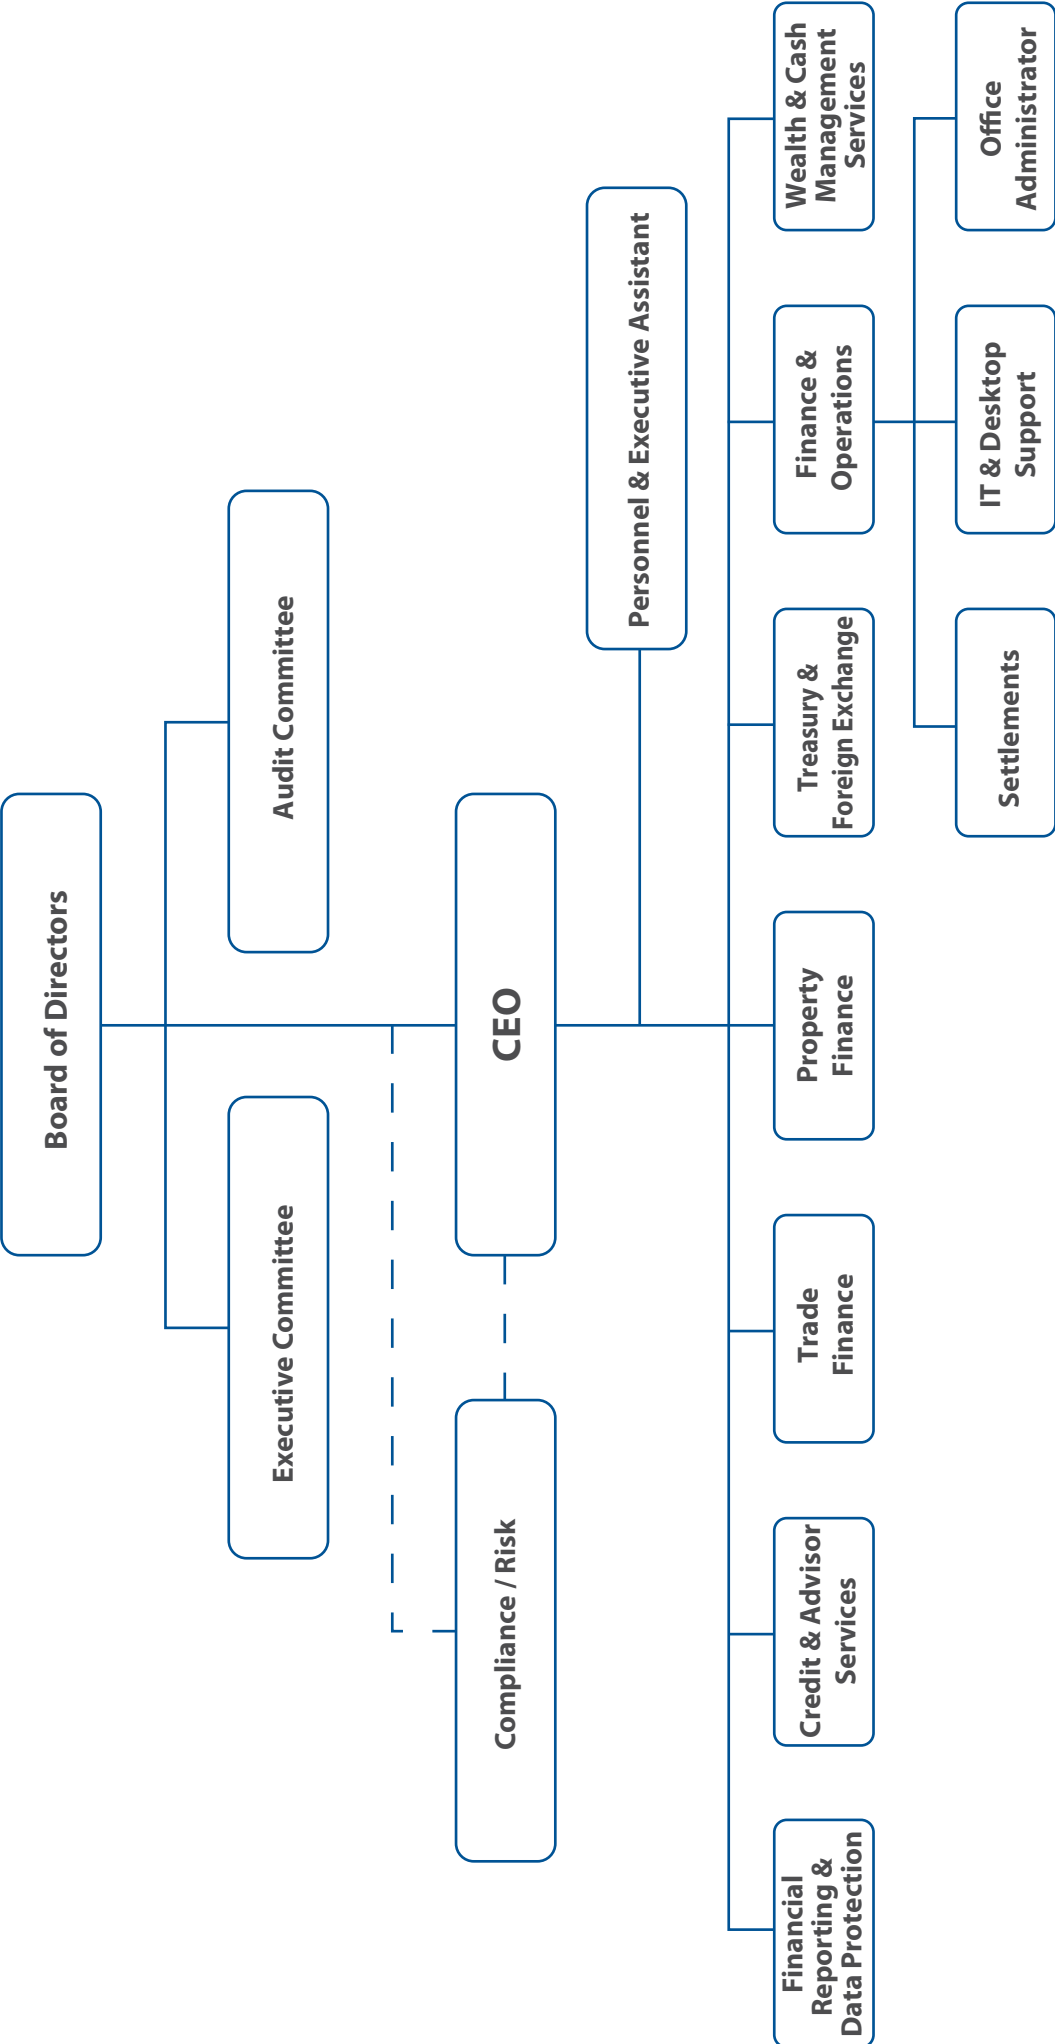 Board of Directors
Executive Committee
Audit Committee
Compliance / Risk
CEO
Personnel & Executive Assistant
Financial
Reporting &
Data Protection
Credit & Advisor
Services
Trade
Finance
Property
Finance
Treasury &
Foreign Exchange
Finance &
Operations
Wealth & Cash
Management
Services
Settlements
IT & Desktop
Support
Office
Administrator